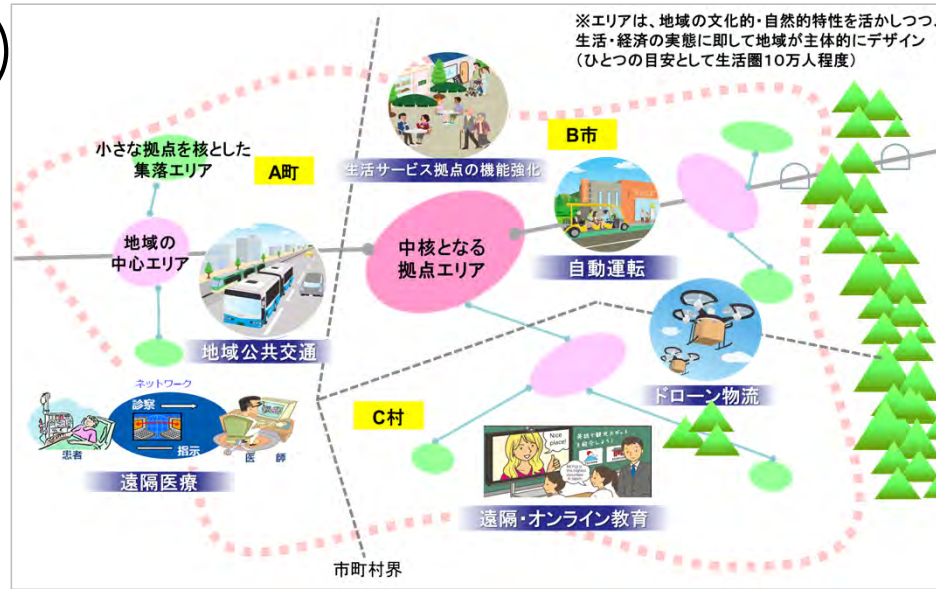 ※エリアは、地域の文化的・自然的特性を活かしつつ、
生活・経済の実態に即して地域が主体的にデザイン
(ひとつの目安として生活圏10万人程度)
小さな拠点を核とした
集落エリア
A町
生活サービス拠点の機能強化
B市
地域の
中心エリア
中核となる
拠点エリア
自動運転
地域公共交通
ドローン物流
ネットワーク
診察
指示
患者
医 師
遠隔医療
C村
Nice
place!
遠隔・オンライン教育
市町村界